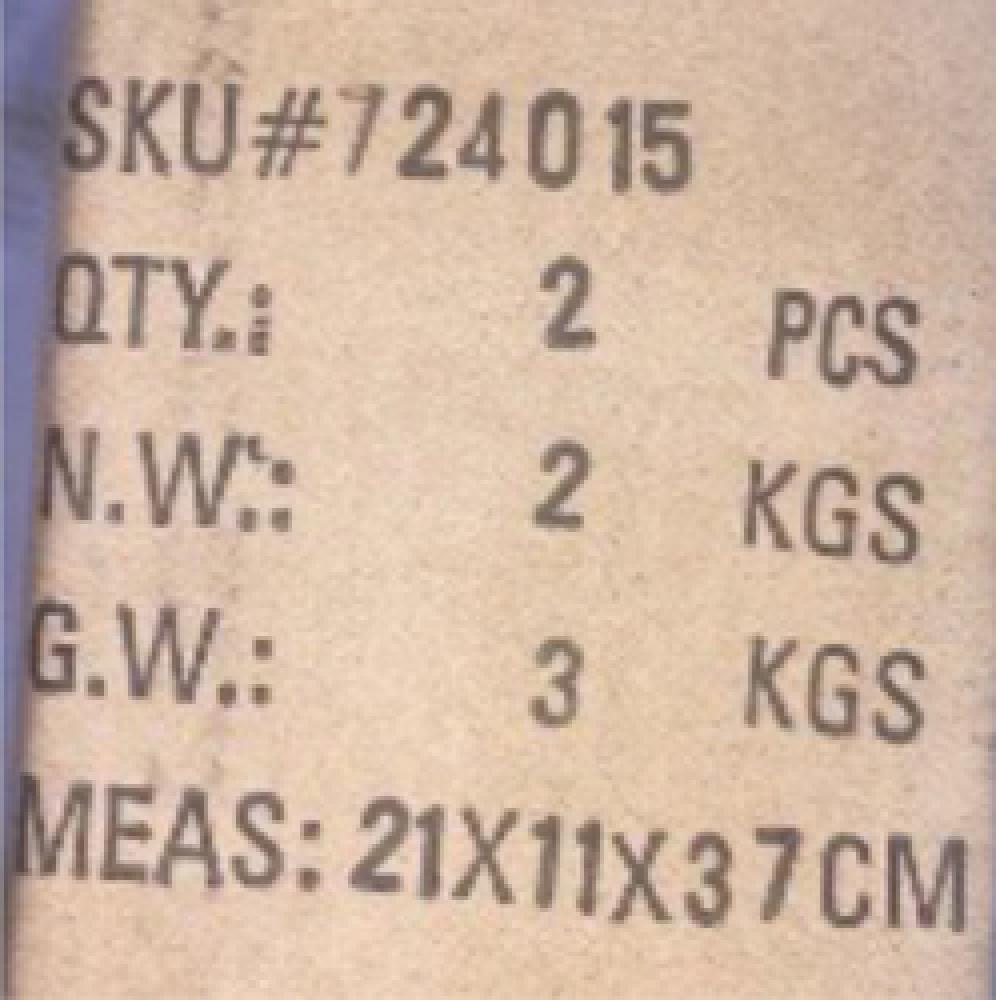 SKU#724015
QTY.: 2 PCS
N.W.: 2 KGS
G.W.: 3 KGS
MEAS: 21X11X37CM